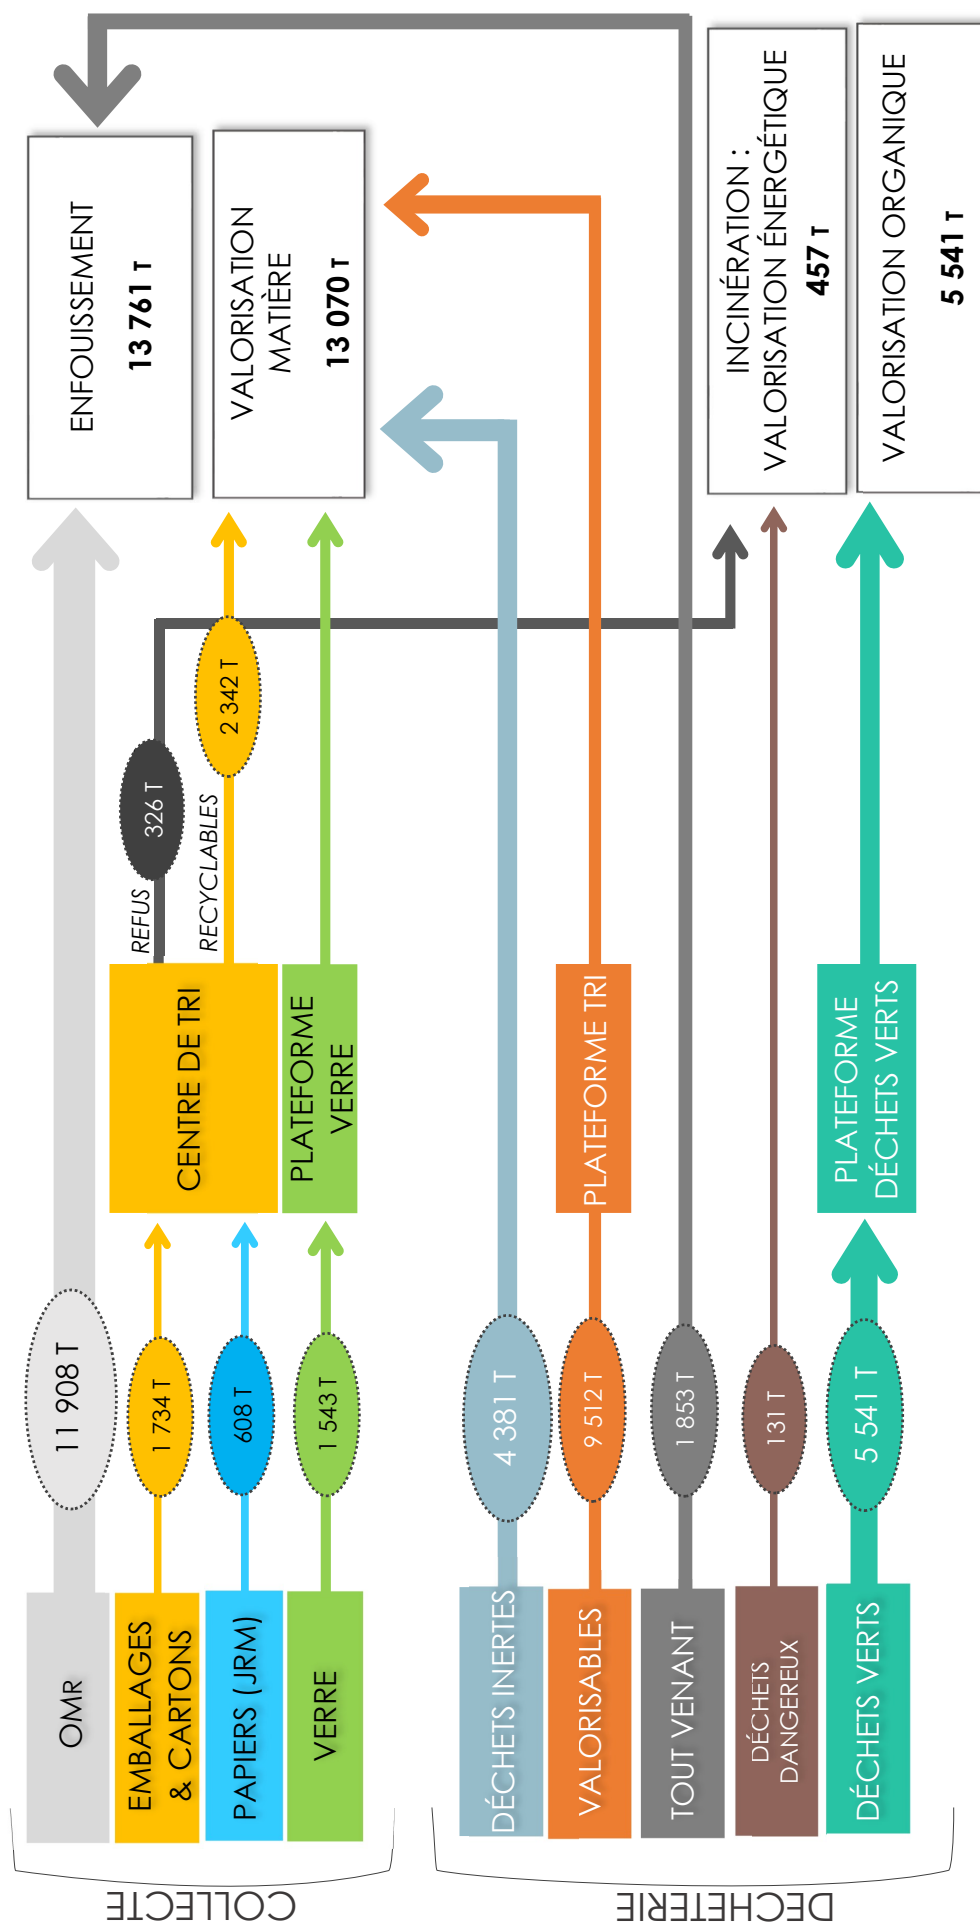 COLLECTE
OMR
11 908 T
ENFOUISSEMENT
13 761 T
EMBALLAGES
& CARTONS
1 734 T
PAPIERS (JRM)
608 T
CENTRE DE TRI
REFUS
326 T
RECYCLABLES
2 342 T
VALORISATION
MATIÈRE
13 070 T
VERRE
1 543 T
PLATEFORME
VERRE
DECHETERIE
DÉCHETS INERTES
4 381 T
VALORISABLES
9 512 T
PLATEFORME TRI
TOUT VENANT
1 853 T
DÉCHETS
DANGEREUX
131 T
INCINÉRATION :
VALORISATION ÉNERGÉTIQUE
457 T
DÉCHETS VERTS
5 541 T
PLATEFORME
DÉCHETS VERTS
VALORISATION ORGANIQUE
5 541 T